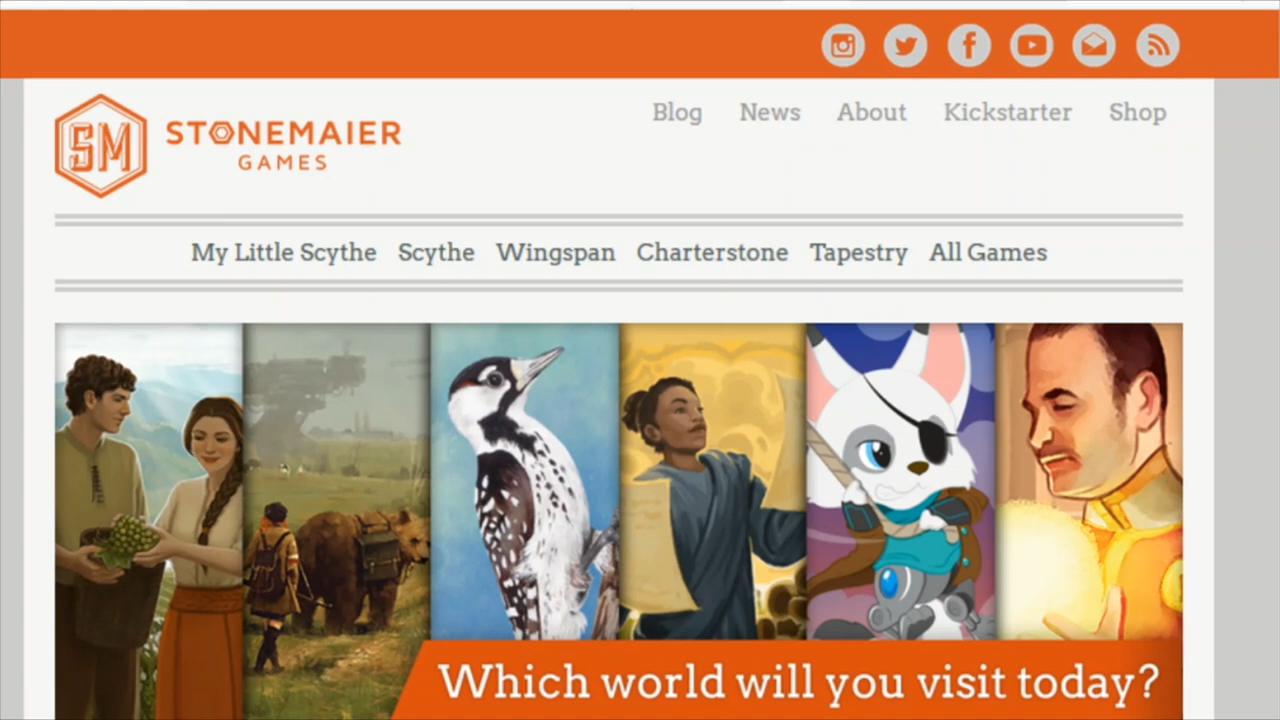 Blog News About Kickstarter Shop
SM STONEMAIER
GAMES
My Little Scythe Scythe Wingspan Charterstone Tapestry All Games
Which world will you visit today?